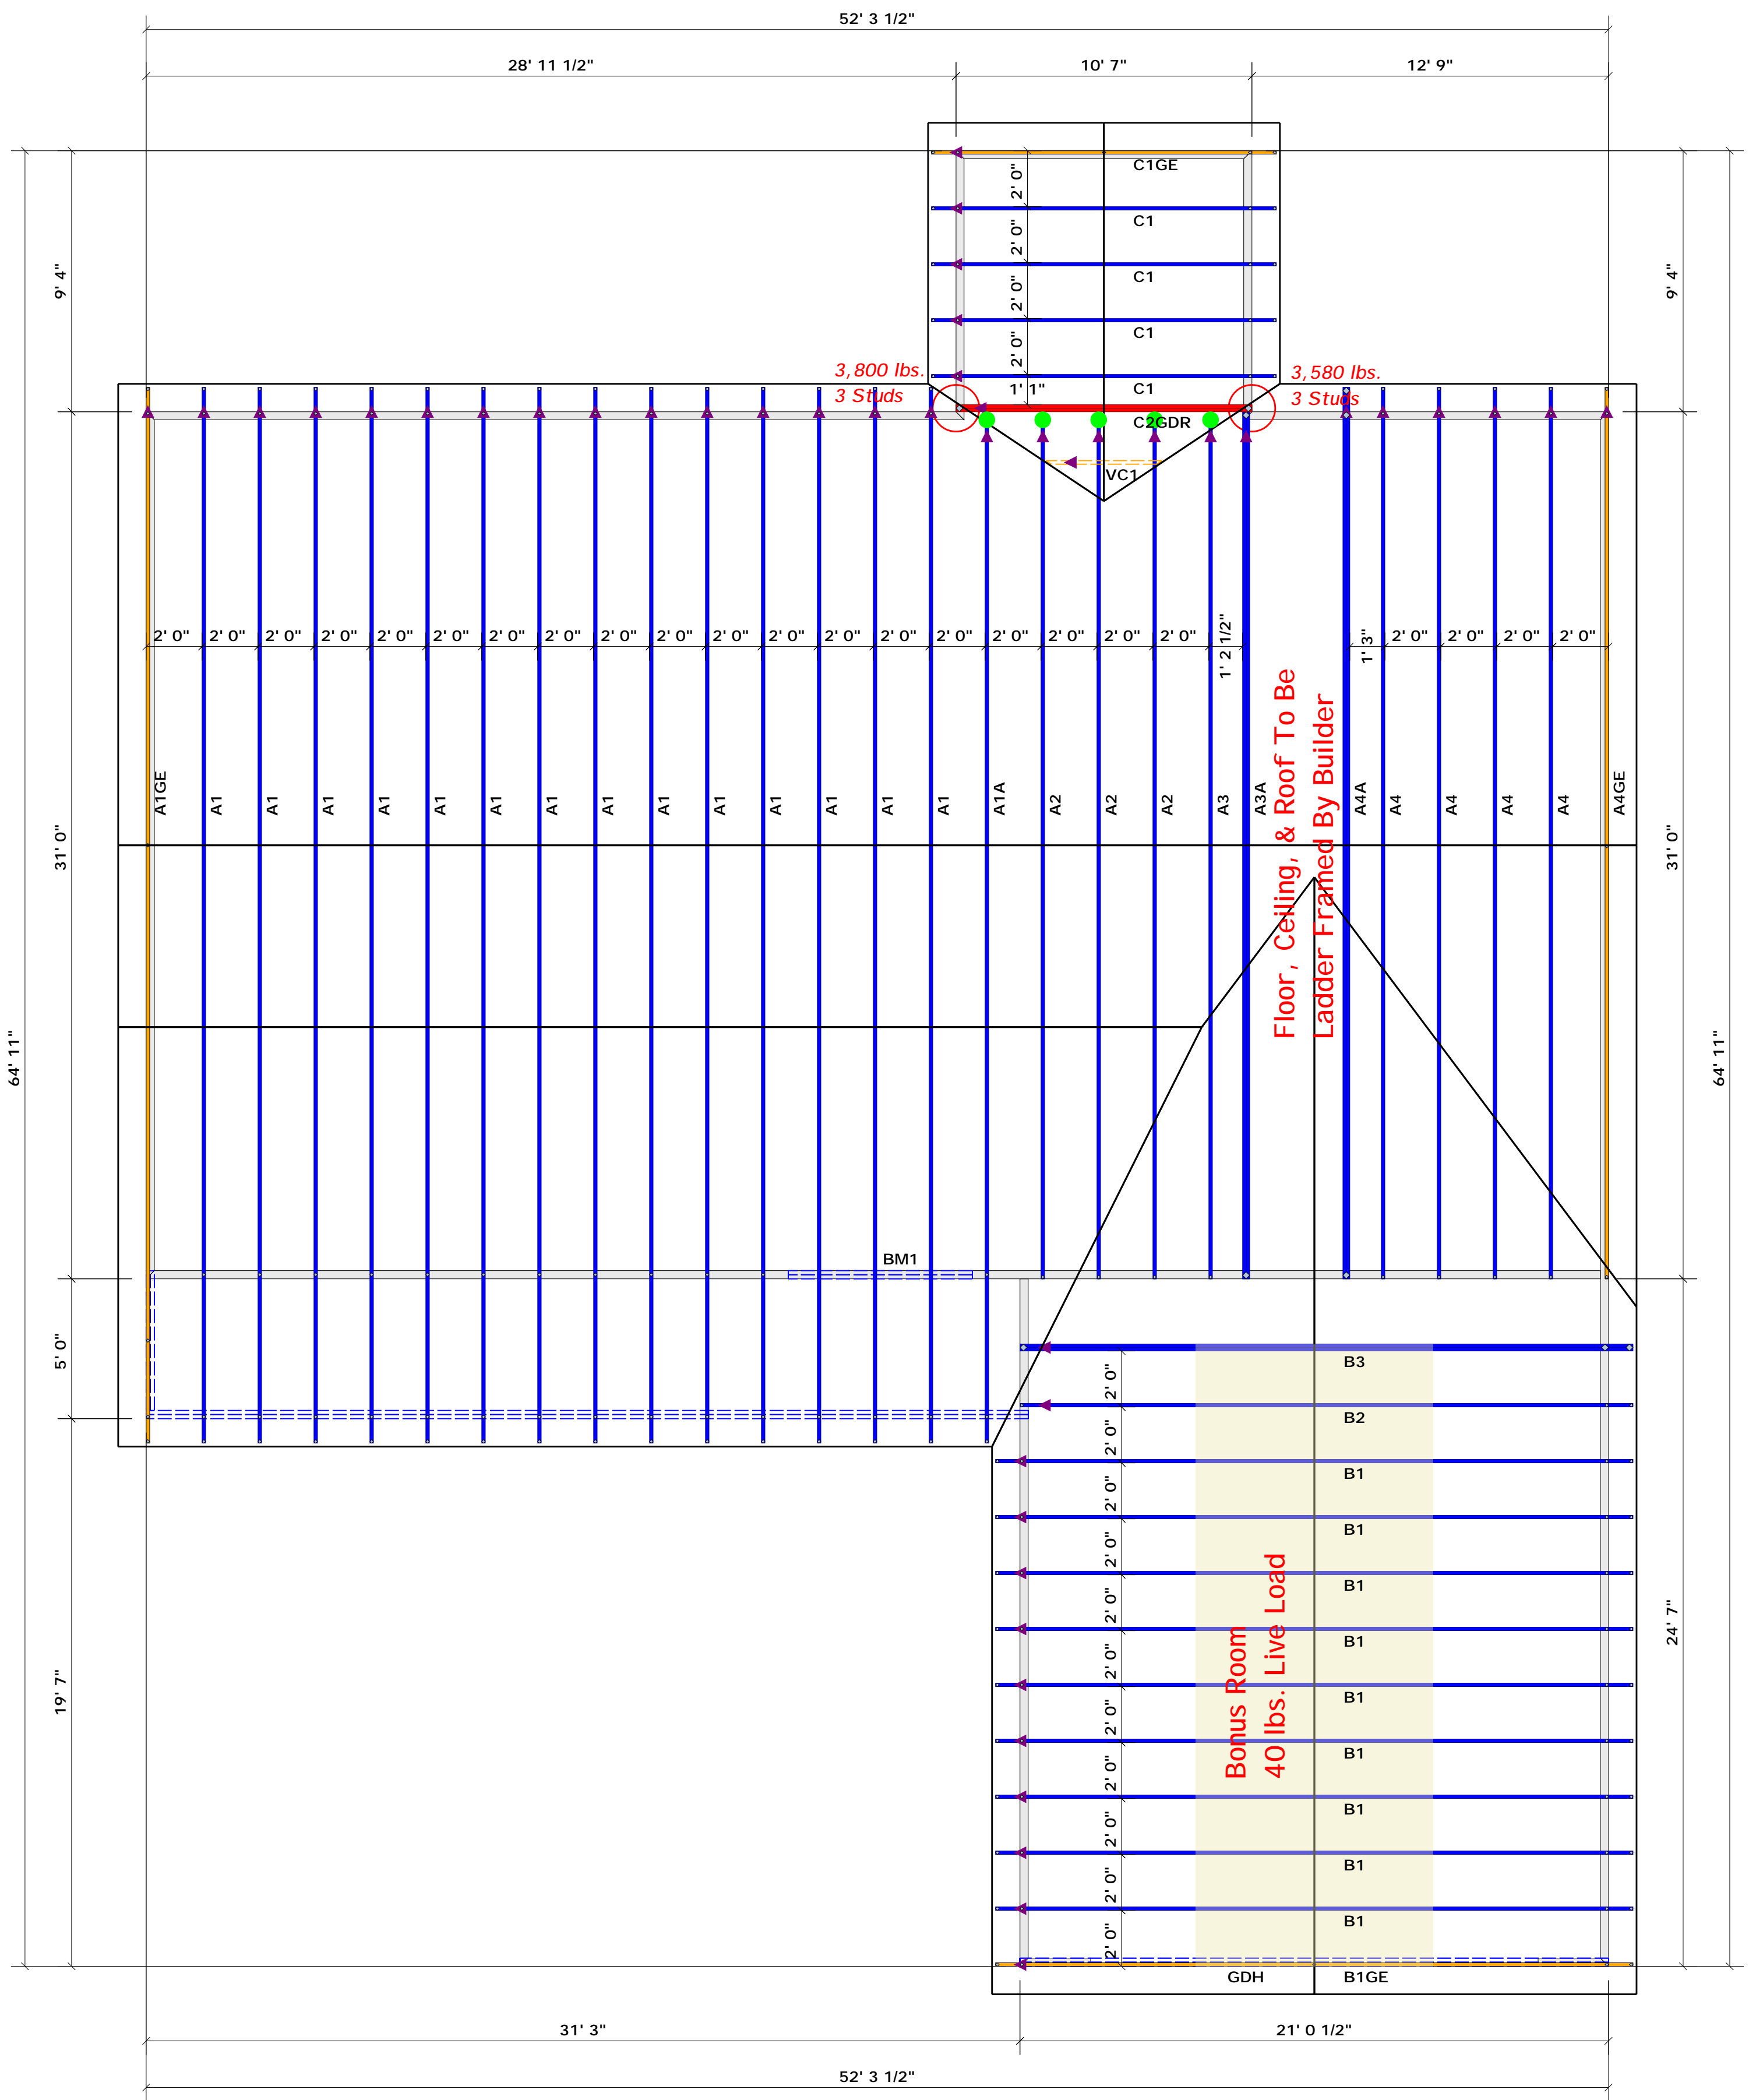 52' 3 1/2"
28' 11 1/2" 10' 7" 12' 9"
C1GE
2' 0"
C1
2' 0"
C1
2' 0"
C1
2' 0"
C1
1' 1"
9' 4" 9' 4"
3,800 lbs.
3 Studs
3,580 lbs.
3 Studs
C2GDR
VC1
2' 0" 2' 0" 2' 0" 2' 0" 2' 0" 2' 0" 2' 0" 2' 0" 2' 0" 2' 0" 2' 0" 2' 0" 2' 0" 2' 0" 2' 0" 2' 0" 2' 0" 2' 0" 2' 0" 1' 2 1/2" 1' 3" 2' 0" 2' 0" 2' 0" 2' 0"
A1GE A1 A1 A1 A1 A1 A1 A1 A1 A1 A1 A1 A1 A1 A1 A1A A2 A2 A2 A3 A3A A4A A4 A4 A4 A4 A4GE
Floor, Ceiling, & Roof To Be
Ladder Framed By Builder
31' 0" 31' 0"
64' 11" 64' 11"
BM1
5' 0"
B3
2' 0"
B2
2' 0"
B1
2' 0"
B1
2' 0"
B1
2' 0"
B1
2' 0"
B1
2' 0"
B1
2' 0"
B1
2' 0"
B1
2' 0"
B1
2' 0"
GDH B1GE
Bonus Room
40 lbs. Live Load
19' 7" 24' 7"
31' 3" 21' 0 1/2"
52' 3 1/2"